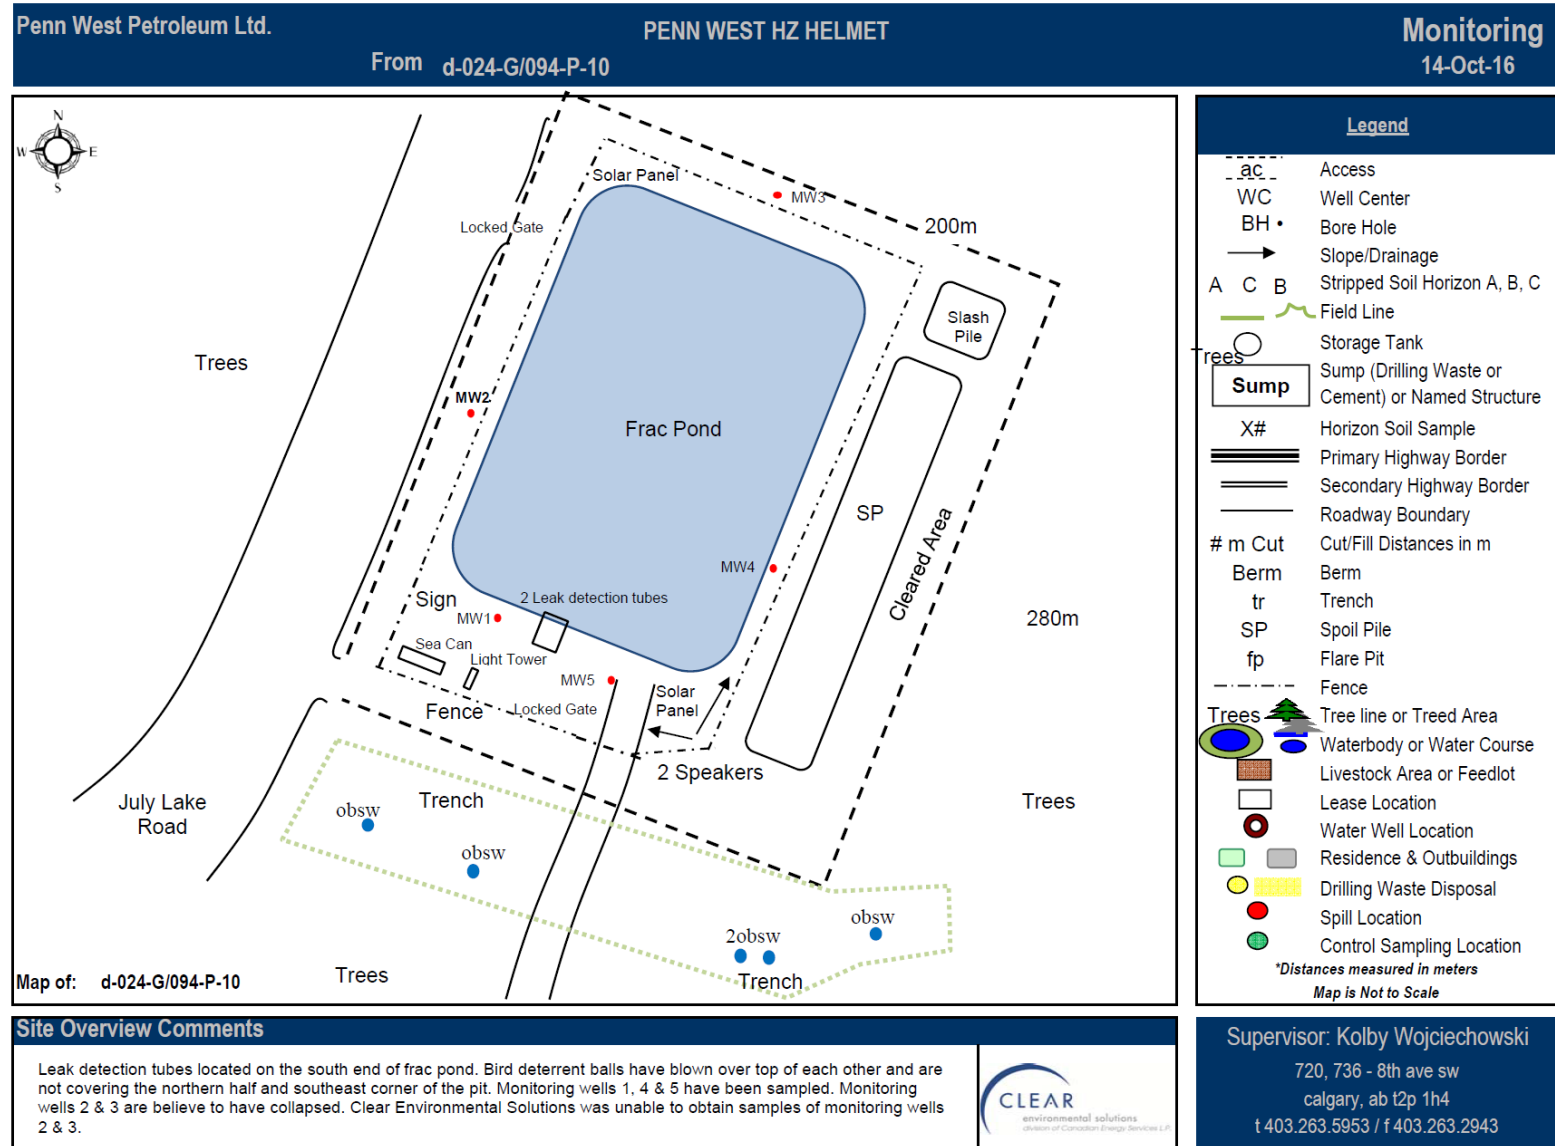 Penn West Petroleum Ltd.
PENN WEST HZ HELMET
Monitoring
From d-024-G/094-P-10
14-Oct-16
N
W E
S
Solar Panel
MW3
Locked Gate
200m
Slash
Pile
Trees
MW2
Frac Pond
SP
Cleared Area
MW4
2 Leak detection tubes
Sign
MW1
280m
Sea Can
Light Tower
MW5
Solar
Panel
Fence
Locked Gate
2 Speakers
July Lake
Road
Trench
obsw
Trees
obsw
obsw
2obsw
Trench
Trees
Map of: d-024-G/094-P-10
Legend
ac Access
WC Well Center
BH • Bore Hole
Slope/Drainage
A C B Stripped Soil Horizon A, B, C
Field Line
Storage Tank
Trees
Sump Sump (Drilling Waste or
Cement) or Named Structure
X# Horizon Soil Sample
Primary Highway Border
Secondary Highway Border
Roadway Boundary
# m Cut Cut/Fill Distances in m
Berm Berm
tr Trench
SP Spoil Pile
fp Flare Pit
Fence
Trees Tree line or Treed Area
Waterbody or Water Course
Livestock Area or Feedlot
Lease Location
Water Well Location
Residence & Outbuildings
Drilling Waste Disposal
Spill Location
Control Sampling Location
*Distances measured in meters
Map is Not to Scale
Site Overview Comments
Leak detection tubes located on the south end of frac pond. Bird deterrent balls have blown over top of each other and are
not covering the northern half and southeast corner of the pit. Monitoring wells 1, 4 & 5 have been sampled. Monitoring
wells 2 & 3 are believe to have collapsed. Clear Environmental Solutions was unable to obtain samples of monitoring wells
2 & 3.
CLEAR
environmental solutions
division of Canadian Energy Services L.P.
Supervisor: Kolby Wojciechowski
720, 736 - 8th ave sw
calgary, ab t2p 1h4
t 403.263.5953 / f 403.263.2943